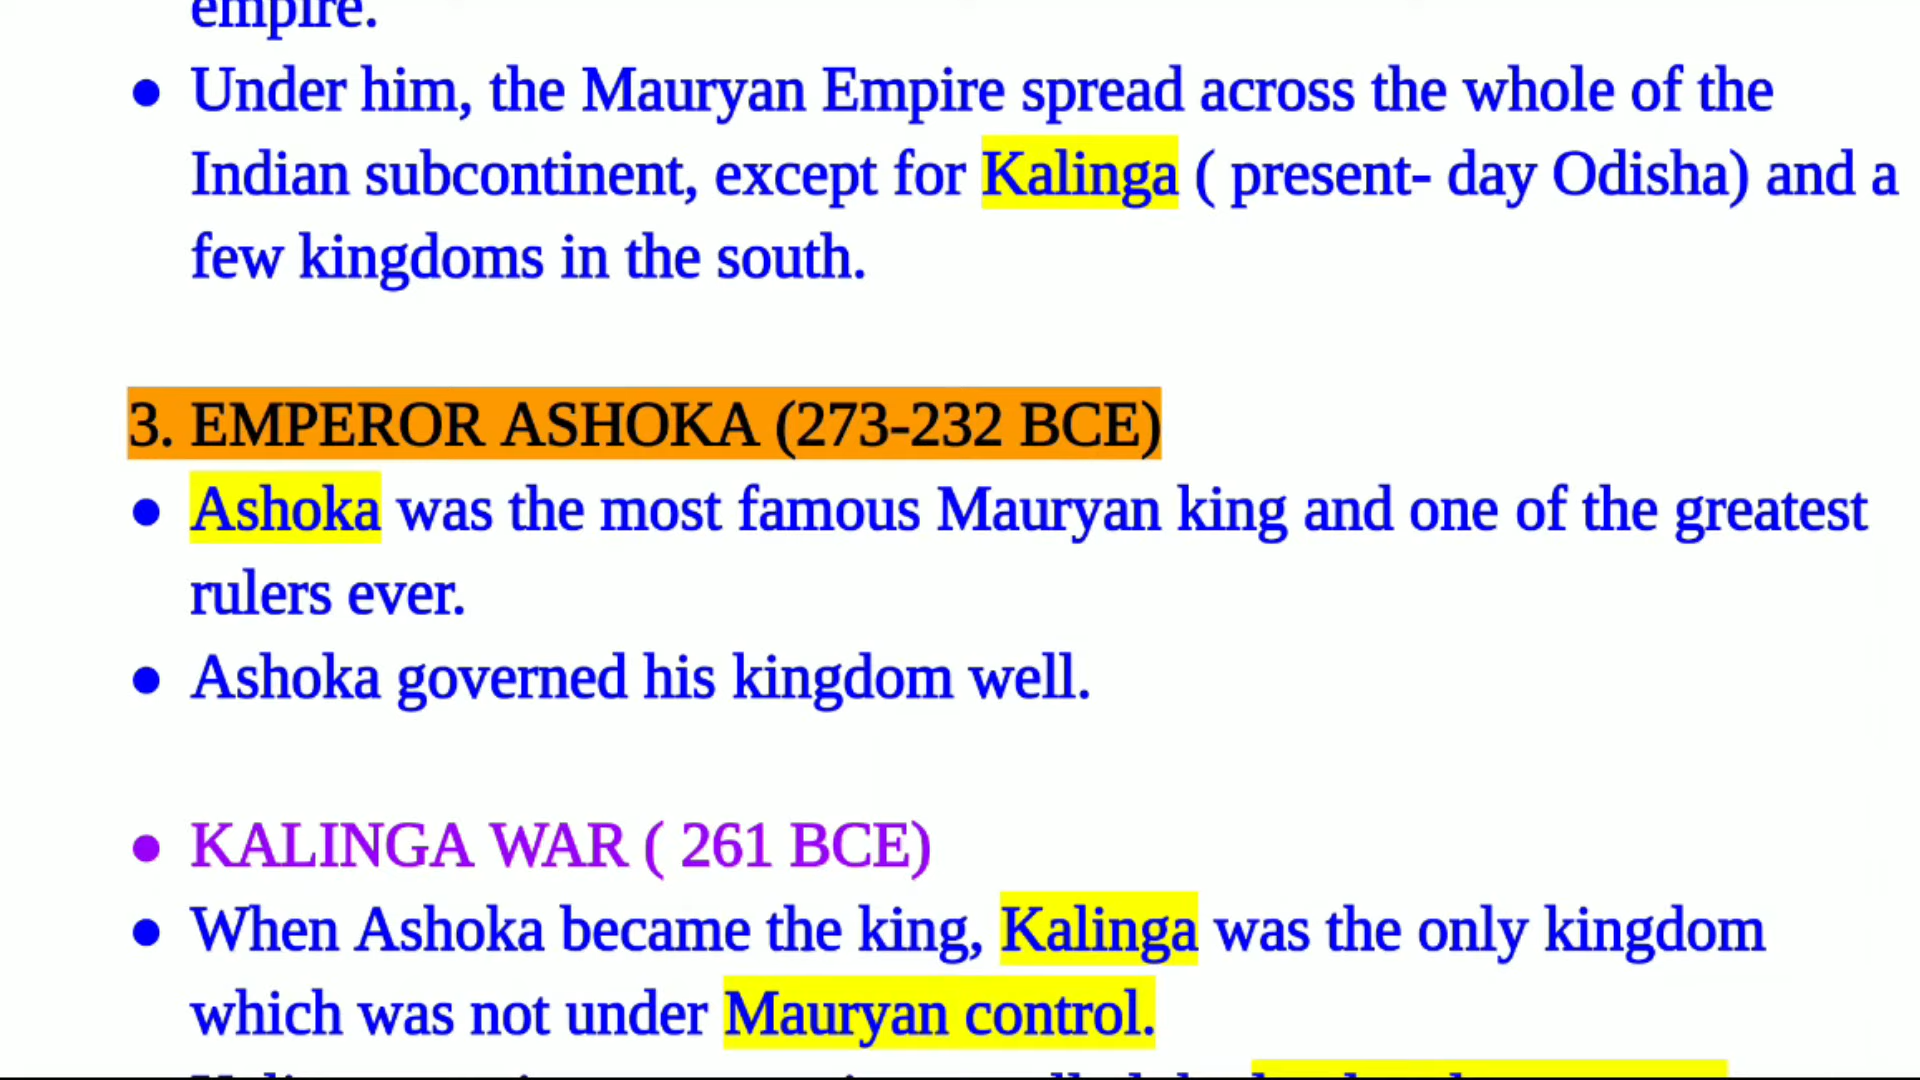 empire.
● Under him, the Mauryan Empire spread across the whole of the
Indian subcontinent, except for Kalinga ( present- day Odisha) and a
few kingdoms in the south.
3. EMPEROR ASHOKA (273-232 BCE)
● Ashoka was the most famous Mauryan king and one of the greatest
rulers ever.
● Ashoka governed his kingdom well.
● KALINGA WAR ( 261 BCE)
● When Ashoka became the king, Kalinga was the only kingdom
which was not under Mauryan control.